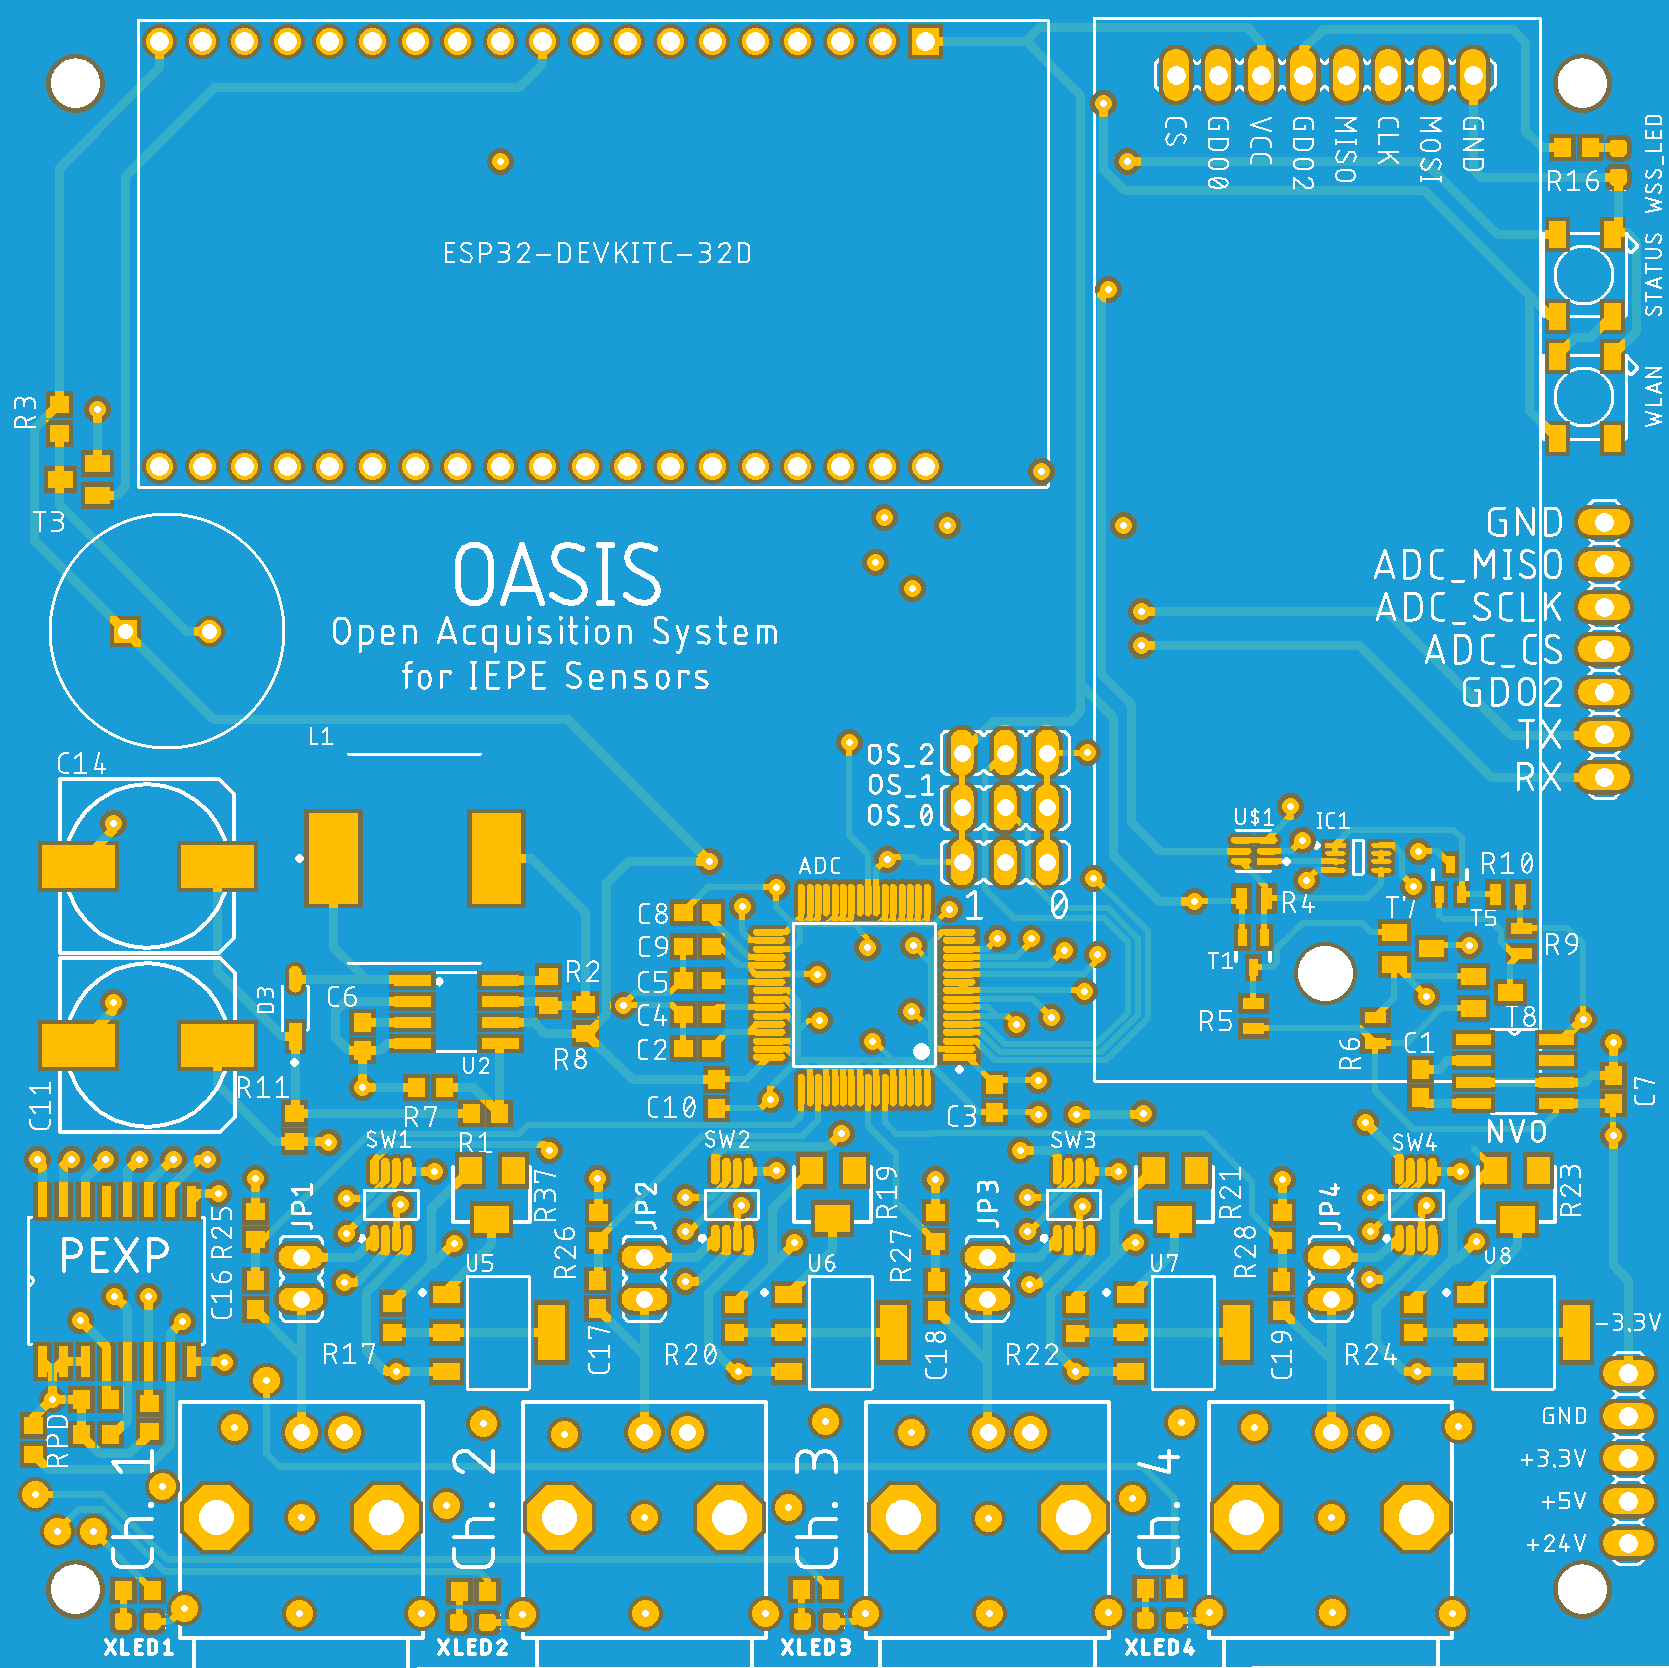 CS
GDO0
VCC
GDO2
MISO
CLK
MOSI
GND
R16
WSS_LED
STATUS
WLAN
ESP32-DEVKITC-32D
R3
T3
OASIS
Open Acquisition System
for IEPE Sensors
GND
ADC_MISO
ADC_SCLK
ADC_CS
GDO2
TX
RX
L1
C14
OS_2
OS_1
OS_0
1
0
ADC
U$1
IC1
R10
R4
T7
T5
R9
T1
R5
R6
T8
C1
C7
NVO
C8
C9
C5
C4
C2
C10
C3
D3
C6
R2
R8
U2
R11
R7
R1
C11
SW1
SW2
SW3
SW4
R37
R19
R21
R23
JP1
JP2
JP3
JP4
PEXP
R25
C16
R26
C17
R27
C18
R28
C19
U5
U6
U7
U8
R17
R20
R22
R24
RPD
-3.3V
GND
+3.3V
+5V
+24V
Ch. 1
Ch. 2
Ch. 3
Ch. 4
XLED1
XLED2
XLED3
XLED4